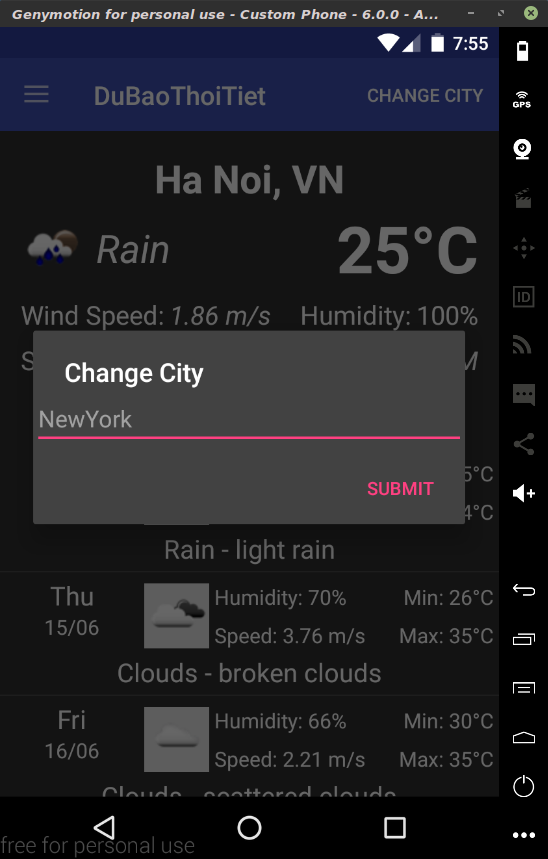 Genymotion for personal use - Custom Phone - 6.0.0 - A...
7:55
DuBaoThoiTiet
CHANGE CITY
GPS
Ha Noi, VN
Rain
25°C
Wind Speed: 1.86 m/s
Humidity: 100%
S
M
ID
Change City
NewYork
5°C
SUBMIT
4°C
Rain - light rain
Thu
15/06
Humidity: 70%
Min: 26°C
Speed: 3.76 m/s
Max: 35°C
Clouds - broken clouds
Fri
16/06
Humidity: 66%
Min: 30°C
Speed: 2.21 m/s
Max: 35°C
Clouds - scattered clouds
free for personal use